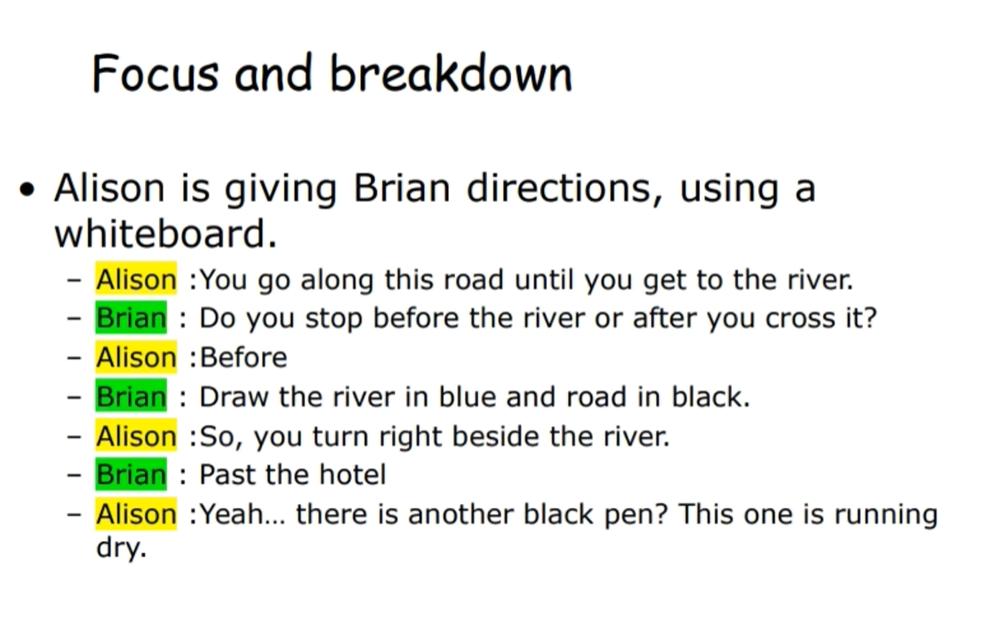 Focus and breakdown
• Alison is giving Brian directions, using a
whiteboard.
– Alison :You go along this road until you get to the river.
– Brian : Do you stop before the river or after you cross it?
– Alison :Before
– Brian : Draw the river in blue and road in black.
– Alison :So, you turn right beside the river.
– Brian : Past the hotel
– Alison :Yeah... there is another black pen? This one is running
dry.